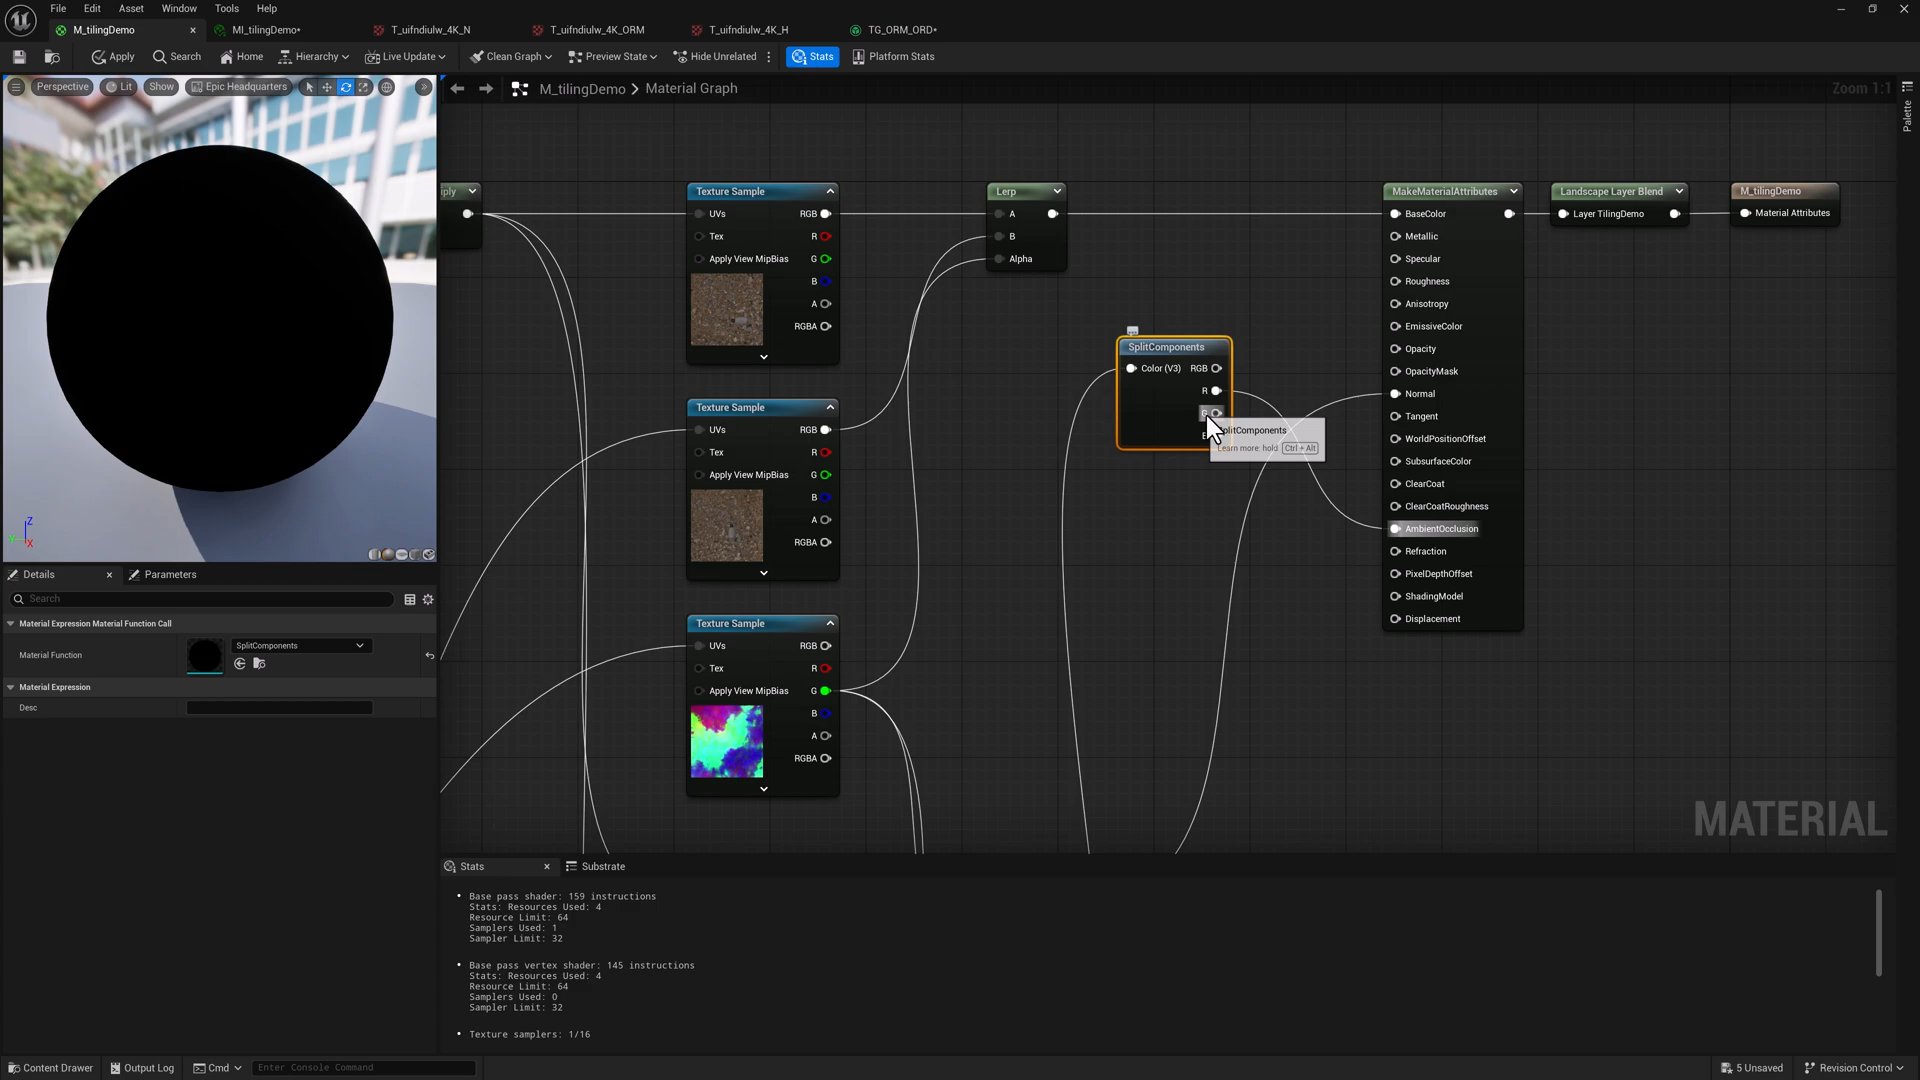 File Edit Asset Window Tools Help
M_tilingDemo MI_tilingDemo* T_uifndiulw_4K_N T_uifndiulw_4K_ORM T_uifndiulw_4K_H TG_ORM_ORD*
Apply Search Home Hierarchy Live Update Clean Graph Preview State Hide Unrelated Stats Platform Stats
Perspective Lit Show Epic Headquarters
M_tilingDemo > Material Graph
Zoom 1:1
Palette
ply
Texture Sample
UVs RGB
Tex R
Apply View MipBias G
B
A
RGBA
Lerp
A
B
Alpha
Texture Sample
UVs RGB
Tex R
Apply View MipBias G
B
A
RGBA
Texture Sample
UVs RGB
Tex R
Apply View MipBias G
B
A
RGBA
SplitComponents
Color (V3) RGB
R
G
SplitComponents
Learn more: hold Ctrl + Alt
MakeMaterialAttributes
BaseColor
Metallic
Specular
Roughness
Anisotropy
EmissiveColor
Opacity
OpacityMask
Normal
Tangent
WorldPositionOffset
SubsurfaceColor
ClearCoat
ClearCoatRoughness
AmbientOcclusion
Refraction
PixelDepthOffset
ShadingModel
Displacement
Landscape Layer Blend
Layer TilingDemo
M_tilingDemo
Material Attributes
MATERIAL
Z
X
Details Parameters
Search
Material Expression Material Function Call
Material Function SplitComponents
Material Expression
Desc
Stats Substrate
• Base pass shader: 159 instructions
Stats: Resources Used: 4
Resource Limit: 64
Samplers Used: 1
Sampler Limit: 32
• Base pass vertex shader: 145 instructions
Stats: Resources Used: 4
Resource Limit: 64
Samplers Used: 0
Sampler Limit: 32
• Texture samplers: 1/16
Content Drawer Output Log Cmd Enter Console Command 5 Unsaved Revision Control